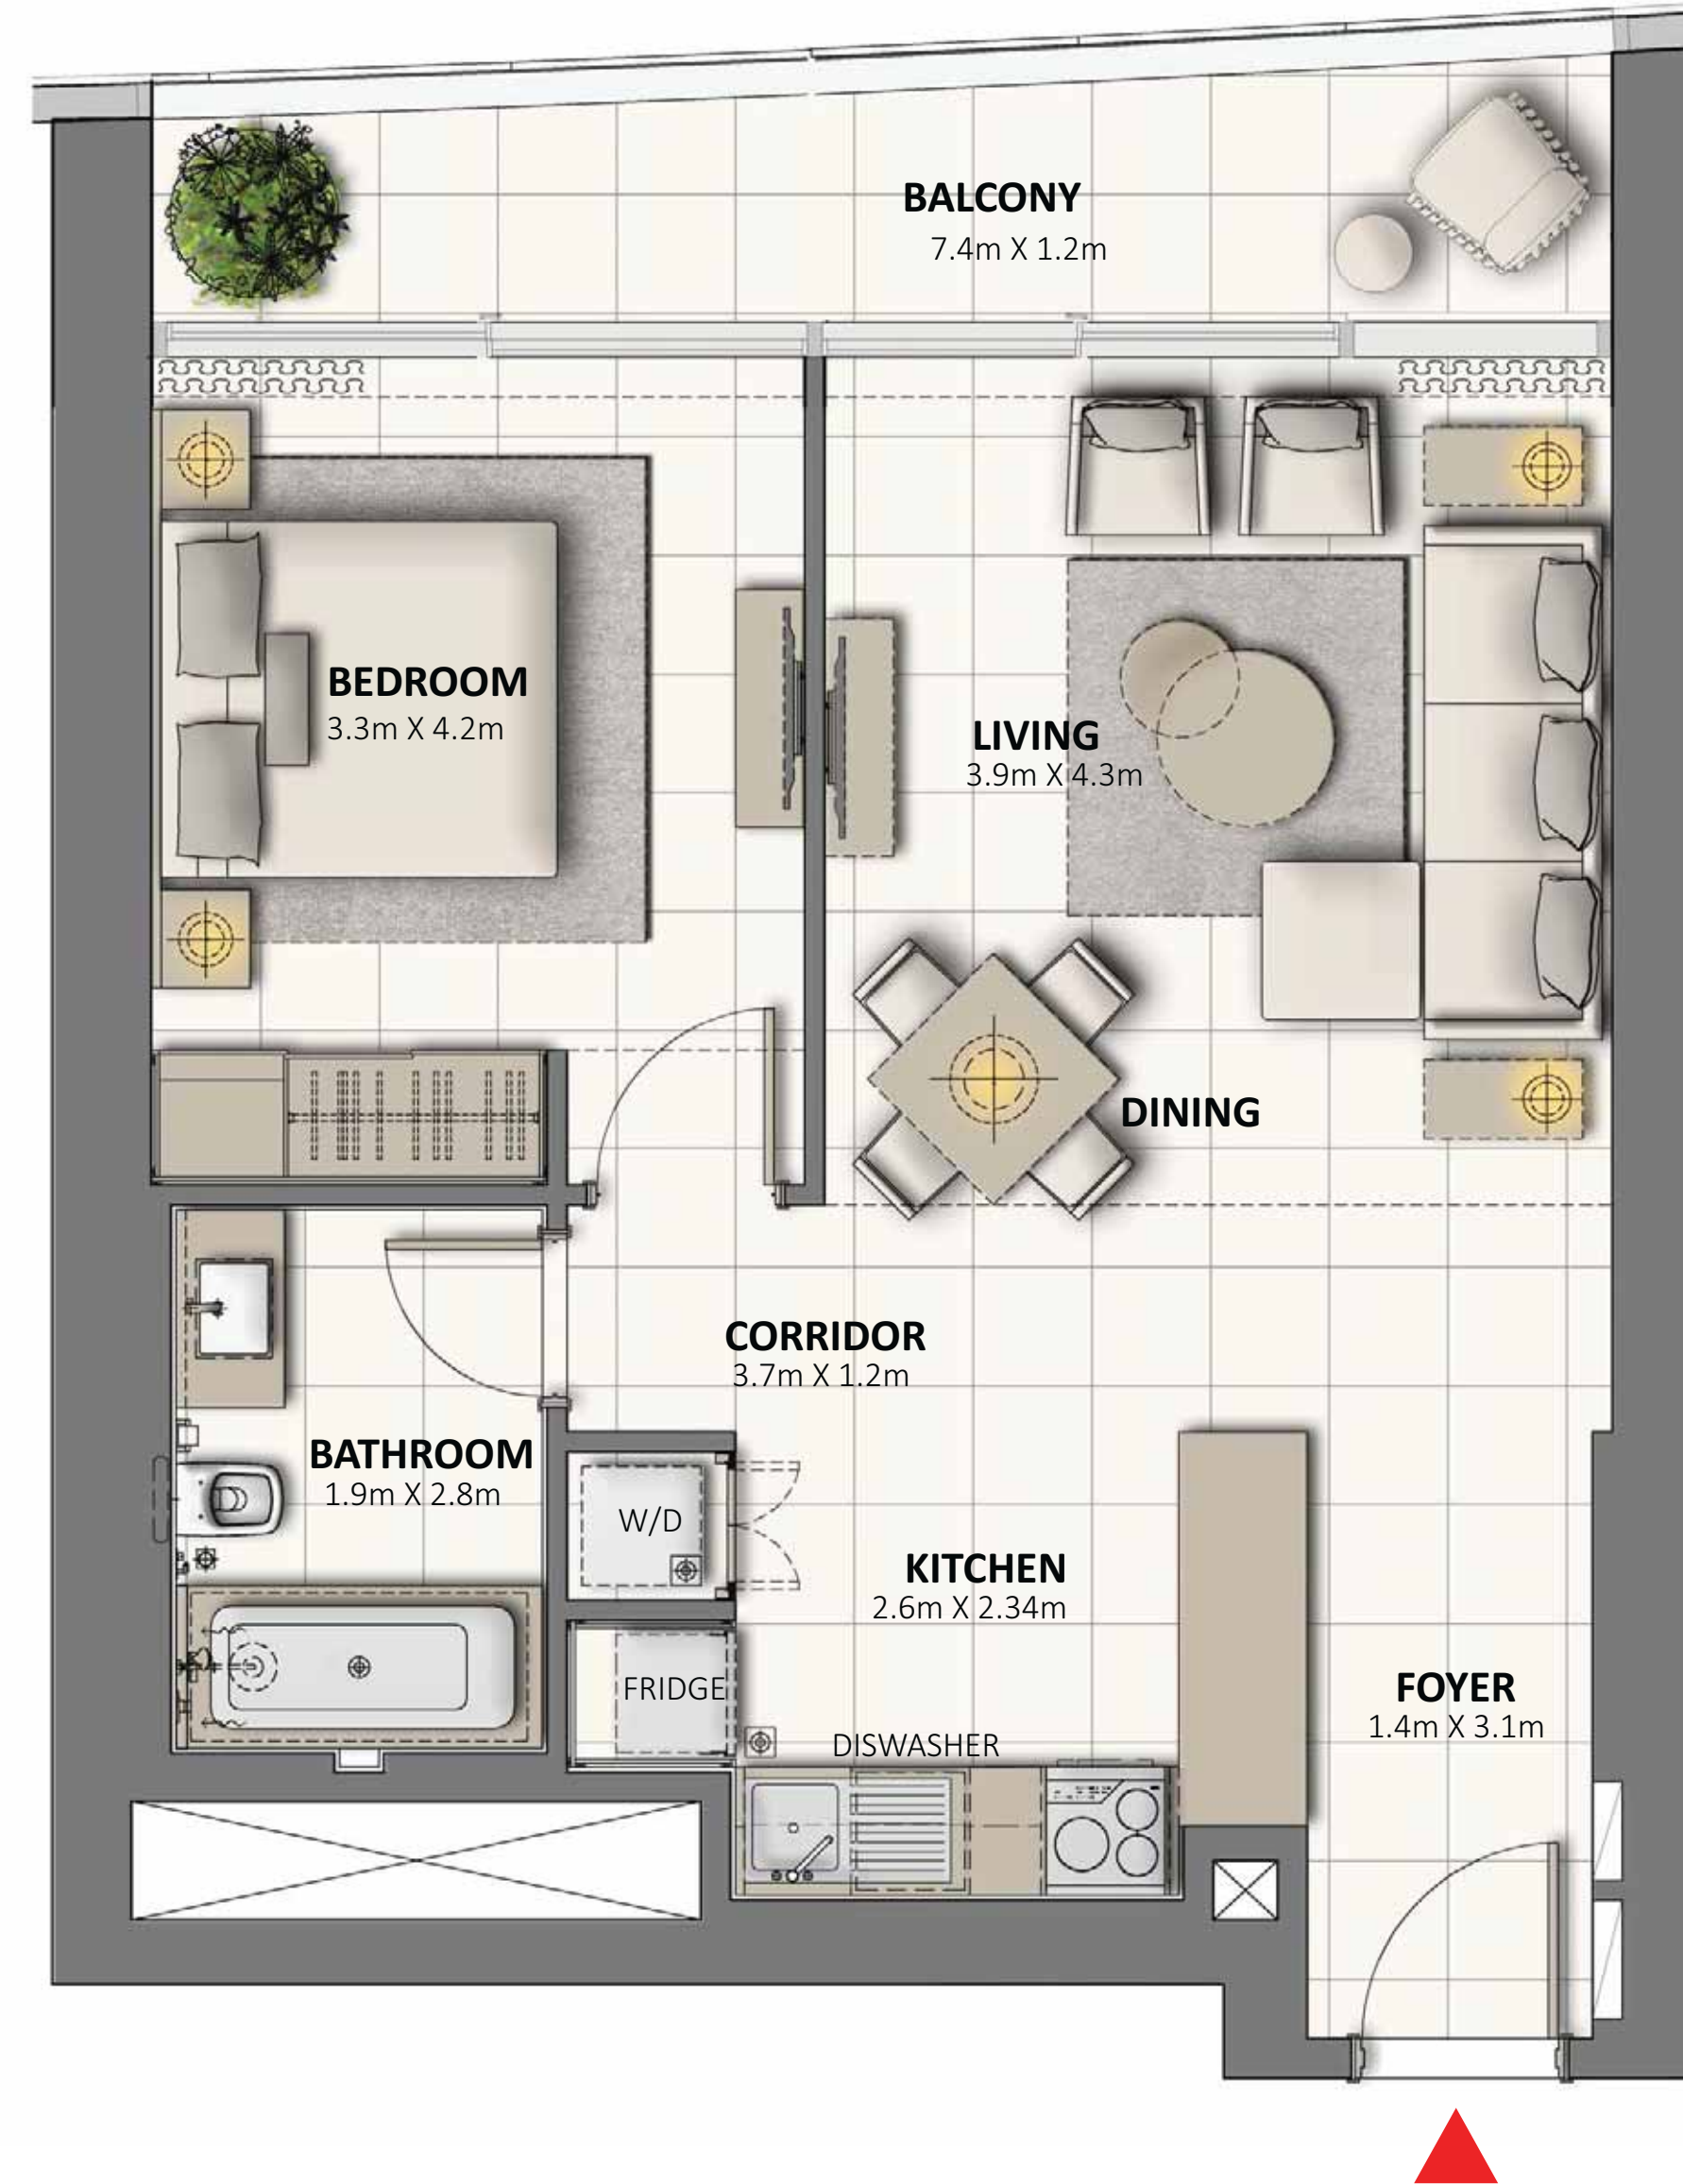 BALCONY
7.4m X 1.2m
BEDROOM
3.3m X 4.2m
LIVING
3.9m X 4.3m
DINING
CORRIDOR
3.7m X 1.2m
BATHROOM
1.9m X 2.8m
W/D
KITCHEN
2.6m X 2.34m
FRIDGE
FOYER
1.4m X 3.1m
DISWASHER